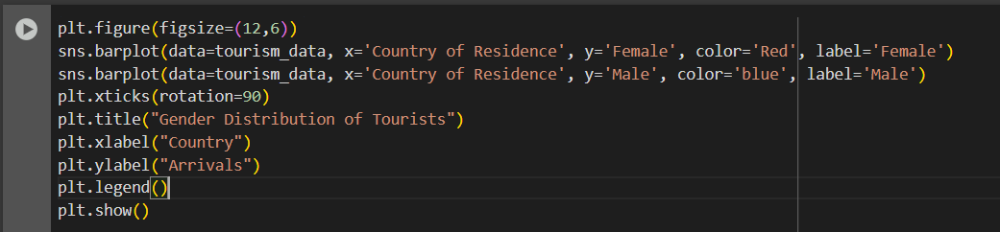 plt.figure(figsize=(12,6))
sns.barplot(data=tourism_data, x='Country of Residence', y='Female', color='Red', label='Female')
sns.barplot(data=tourism_data, x='Country of Residence', y='Male', color='blue', label='Male')
plt.xticks(rotation=90)
plt.title("Gender Distribution of Tourists")
plt.xlabel("Country")
plt.ylabel("Arrivals")
plt.legend()
plt.show()